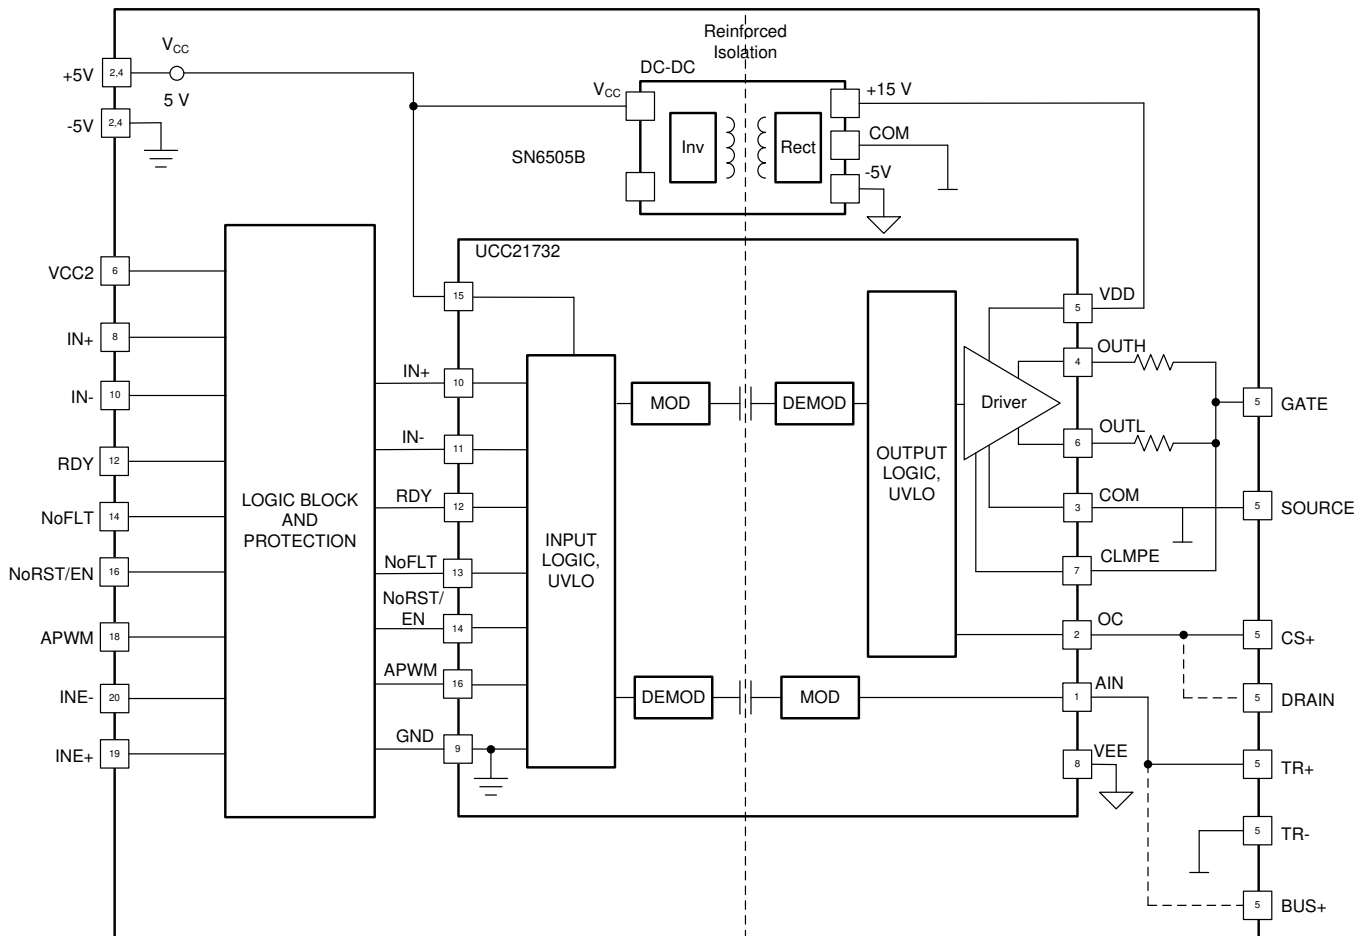 Reinforced
Isolation
V_CC
+5V
2,4
5 V
-5V
2,4
DC-DC
V_CC
+15 V
COM
-5V
Inv
Rect
SN6505B
UCC21732
VCC2
6
IN+
8
IN-
10
RDY
12
NoFLT
14
NoRST/EN
16
APWM
18
INE-
20
INE+
19
LOGIC BLOCK
AND
PROTECTION
15
IN+
10
IN-
11
RDY
12
NoFLT
13
NoRST/
EN
14
APWM
16
GND
9
INPUT
LOGIC,
UVLO
MOD
DEMOD
DEMOD
MOD
OUTPUT
LOGIC,
UVLO
Driver
5
VDD
4
OUTH
6
OUTL
3
COM
7
CLMPE
2
OC
1
AIN
8
VEE
5
GATE
5
SOURCE
5
CS+
5
DRAIN
5
TR+
5
TR-
5
BUS+